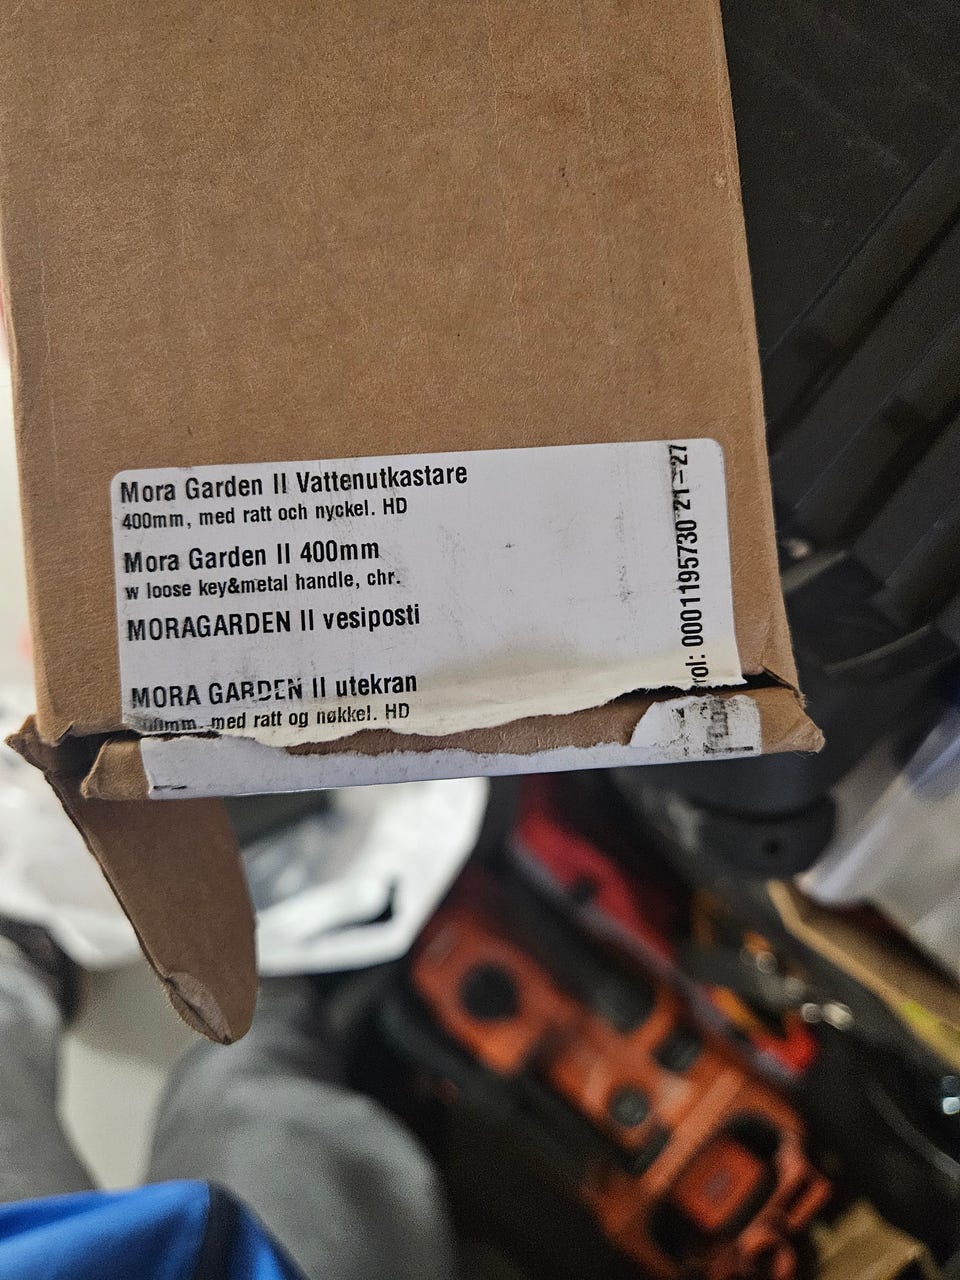 Mora Garden II Vattenutkastare
400mm, med ratt och nyckel. HD
Mora Garden II 400mm
w loose key&metal handle, chr.
MORAGARDEN II vesiposti
MORA GARDEN II utekran
med ratt og nøkkel. HD
0001195730 21-27